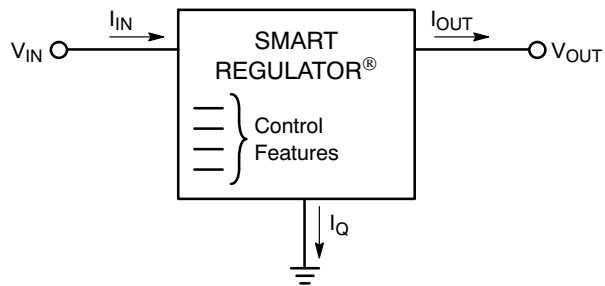 I_IN
I_OUT
V_IN
SMART
REGULATOR®
V_OUT
Control
Features
I_Q